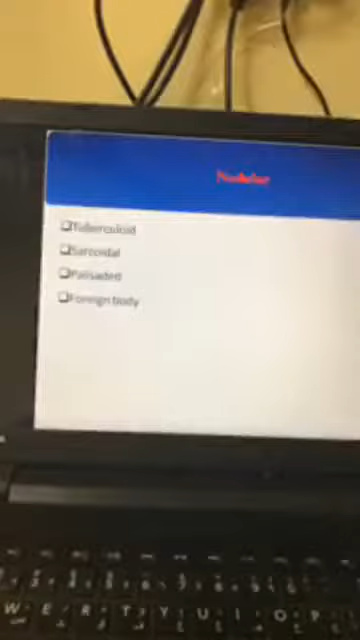 Nodular
Tuberculoid
Sarcoidal
Palisaded
Foreign body
W E R T Y U I O P